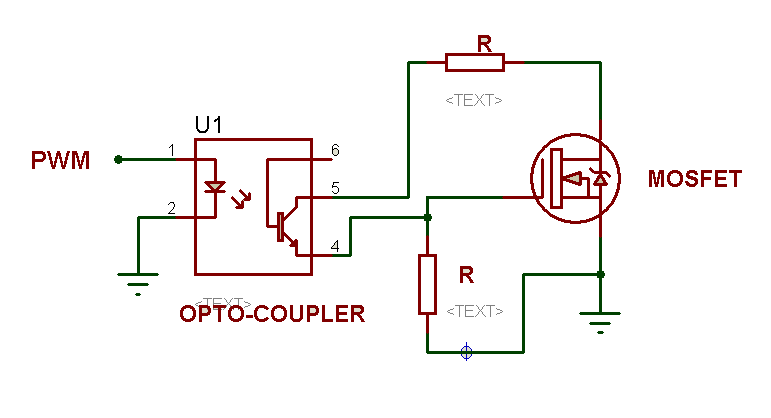 R
<TEXT>
U1
PWM
1
6
MOSFET
5
2
4
R
<TEXT>
<TEXT>
OPTO-COUPLER